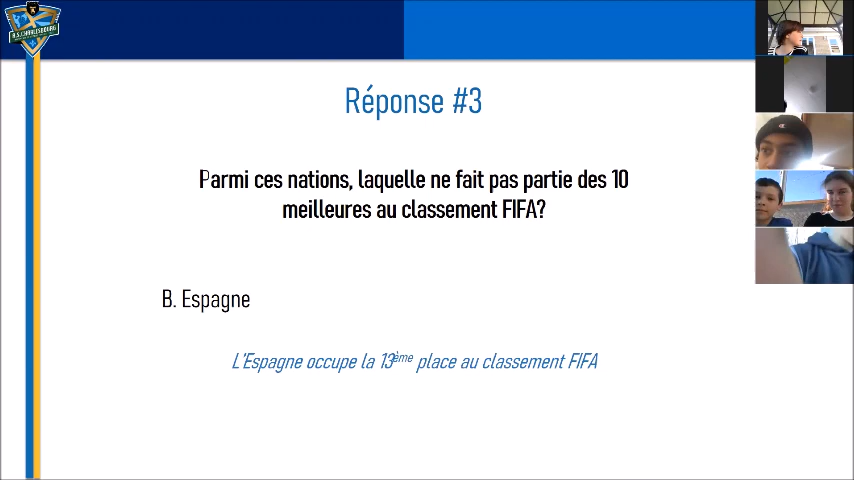 A.S. CHARLESBOURG
Réponse #3
Parmi ces nations, laquelle ne fait pas partie des 10
meilleures au classement FIFA?
B. Espagne
L'Espagne occupe la 13ème place au classement FIFA